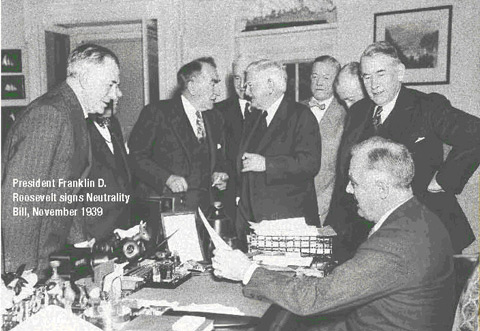 President Franklin D.
Roosevelt signs Neutrality
Bill, November 1939